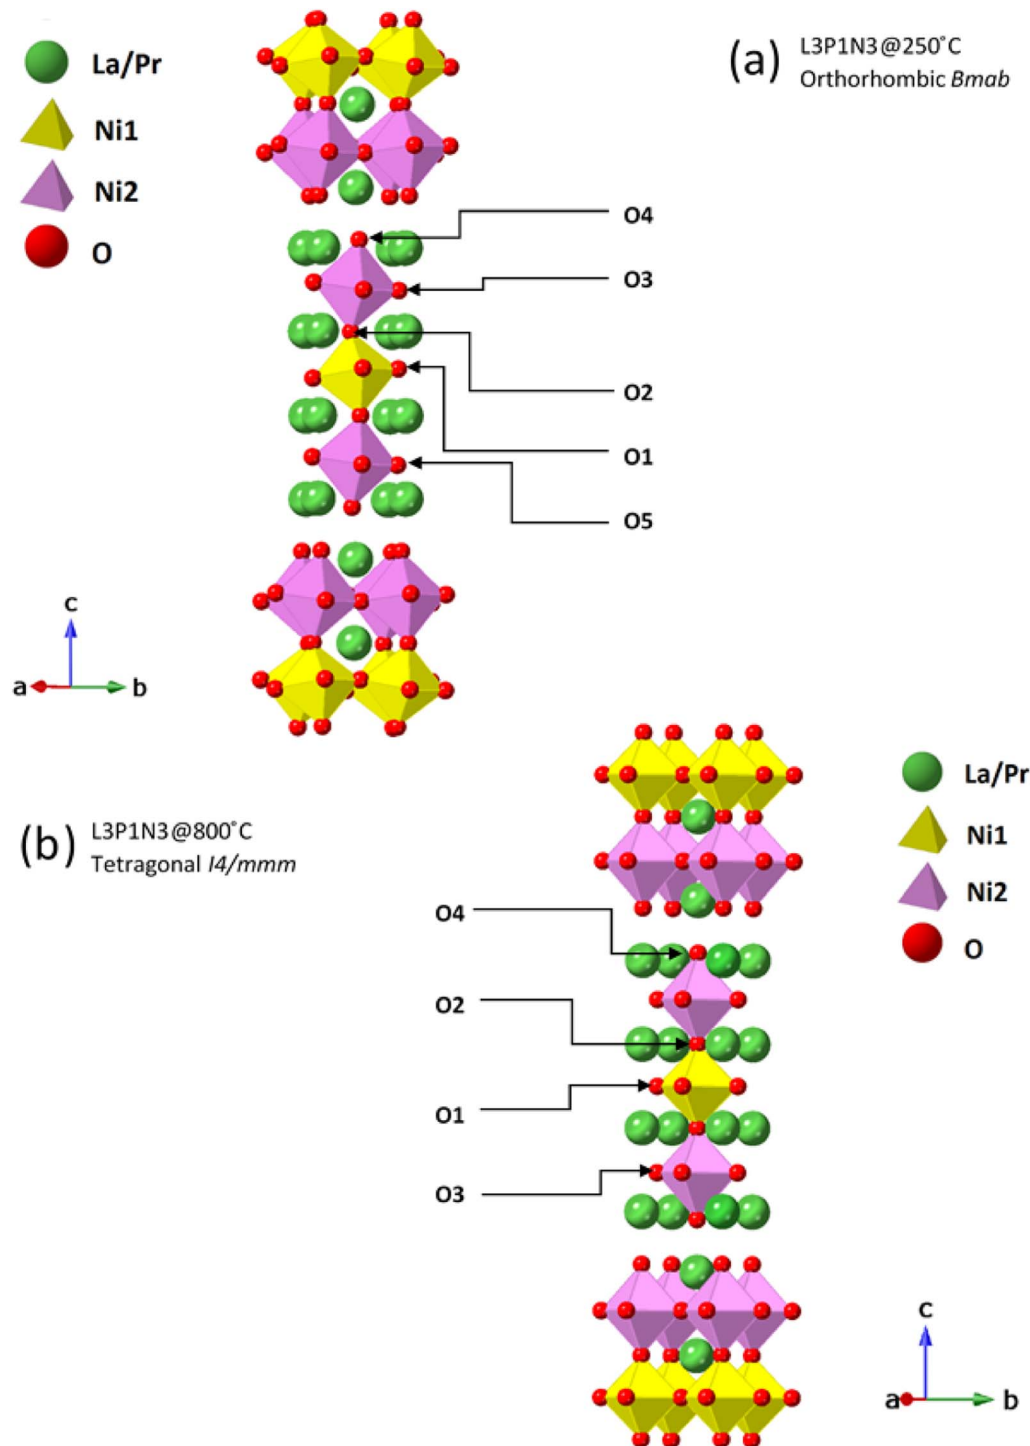 La/Pr
Ni1
Ni2
O
(a) L3P1N3@250˚C
Orthorhombic Bmab
O4
O3
O2
O1
O5
c
a
b
(b) L3P1N3@800˚C
Tetragonal I4/mmm
La/Pr
Ni1
Ni2
O
O4
O2
O1
O3
c
a
b